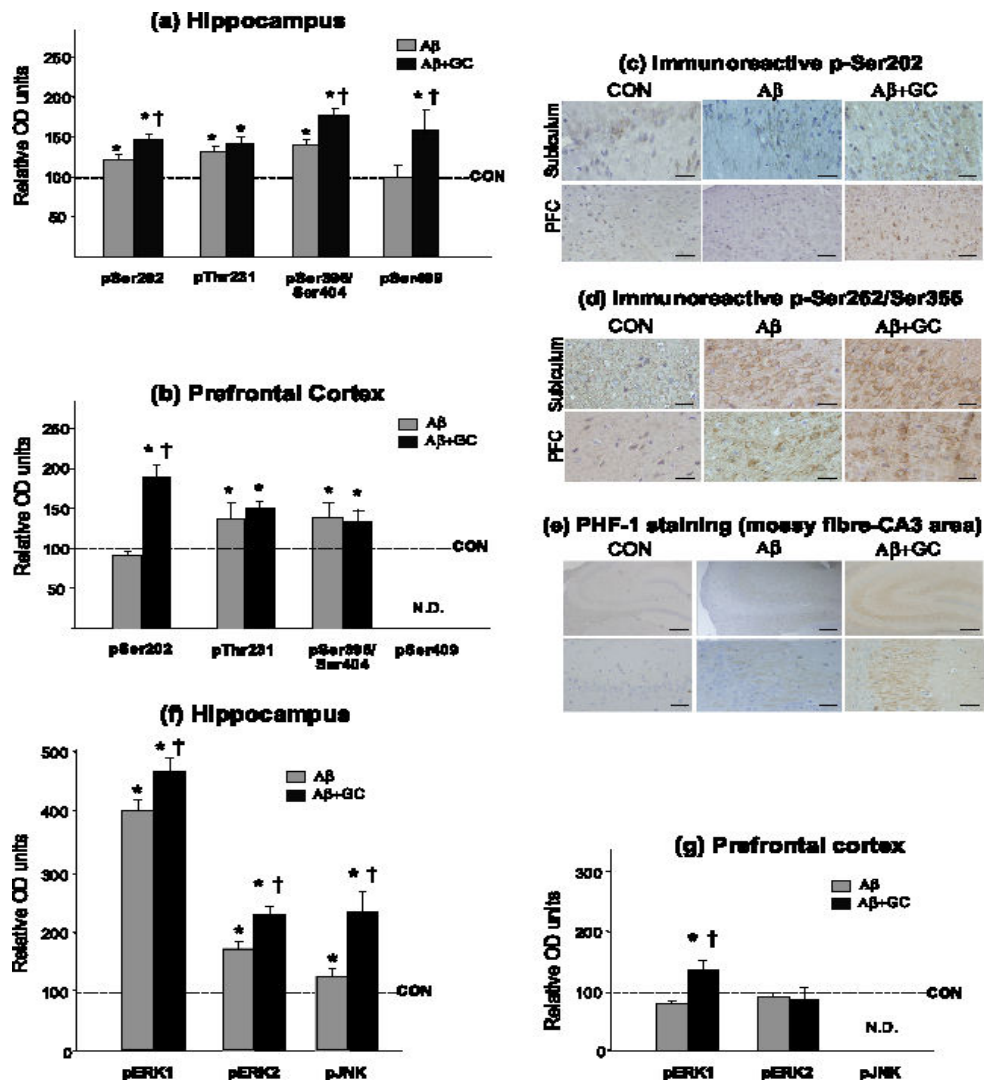 (a) Hippocampus
Aβ
Aβ+GC
Relative OD units
250
200
150
100
50
* *† * * * *† *†
CON
pSer202 pThr231 pSer396/ pSer409
Ser404
(b) Prefrontal Cortex
Aβ
Aβ+GC
Relative OD units
250
200
150
100
50
*† * * * *
CON
N.D.
pSer202 pThr231 pSer396/ pSer409
Ser404
(c) Immunoreactive p-Ser202
CON Aβ Aβ+GC
Subiculum
PFC
(d) Immunoreactive p-Ser262/Ser356
CON Aβ Aβ+GC
Subiculum
PFC
(e) PHF-1 staining (mossy fibre-CA3 area)
CON Aβ Aβ+GC
(f) Hippocampus
Aβ
Aβ+GC
Relative OD units
500
400
300
200
100
0
* *† * *† * *†
CON
pERK1 pERK2 pJNK
(g) Prefrontal cortex
Aβ
Aβ+GC
Relative OD units
300
200
100
0
*†
CON
N.D.
pERK1 pERK2 pJNK